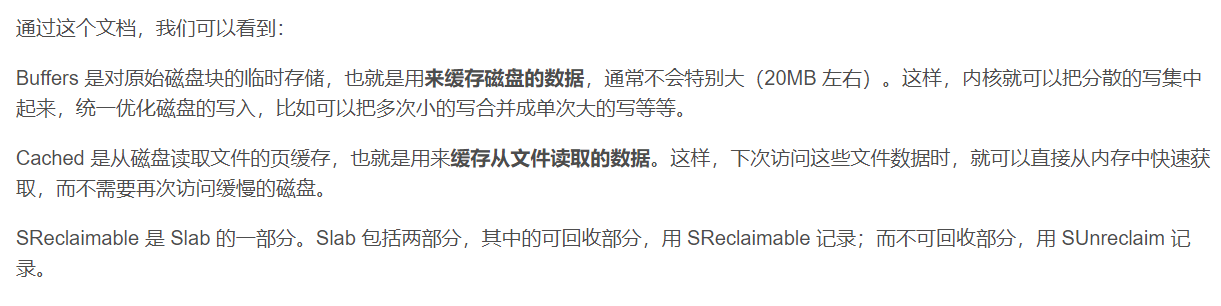 通过这个文档，我们可以看到：
Buffers 是对原始磁盘块的临时存储，也就是用来缓存磁盘的数据，通常不会特别大（20MB 左右）。这样，内核就可以把分散的写集中
起来，统一优化磁盘的写入，比如可以把多次小的写合并成单次大的写等等。
Cached 是从磁盘读取文件的页缓存，也就是用来缓存从文件读取的数据。这样，下次访问这些文件数据时，就可以直接从内存中快速获
取，而不需要再次访问缓慢的磁盘。
SReclaimable 是 Slab 的一部分。Slab 包括两部分，其中的可回收部分，用 SReclaimable 记录；而不可回收部分，用 SUnreclaim 记
录。